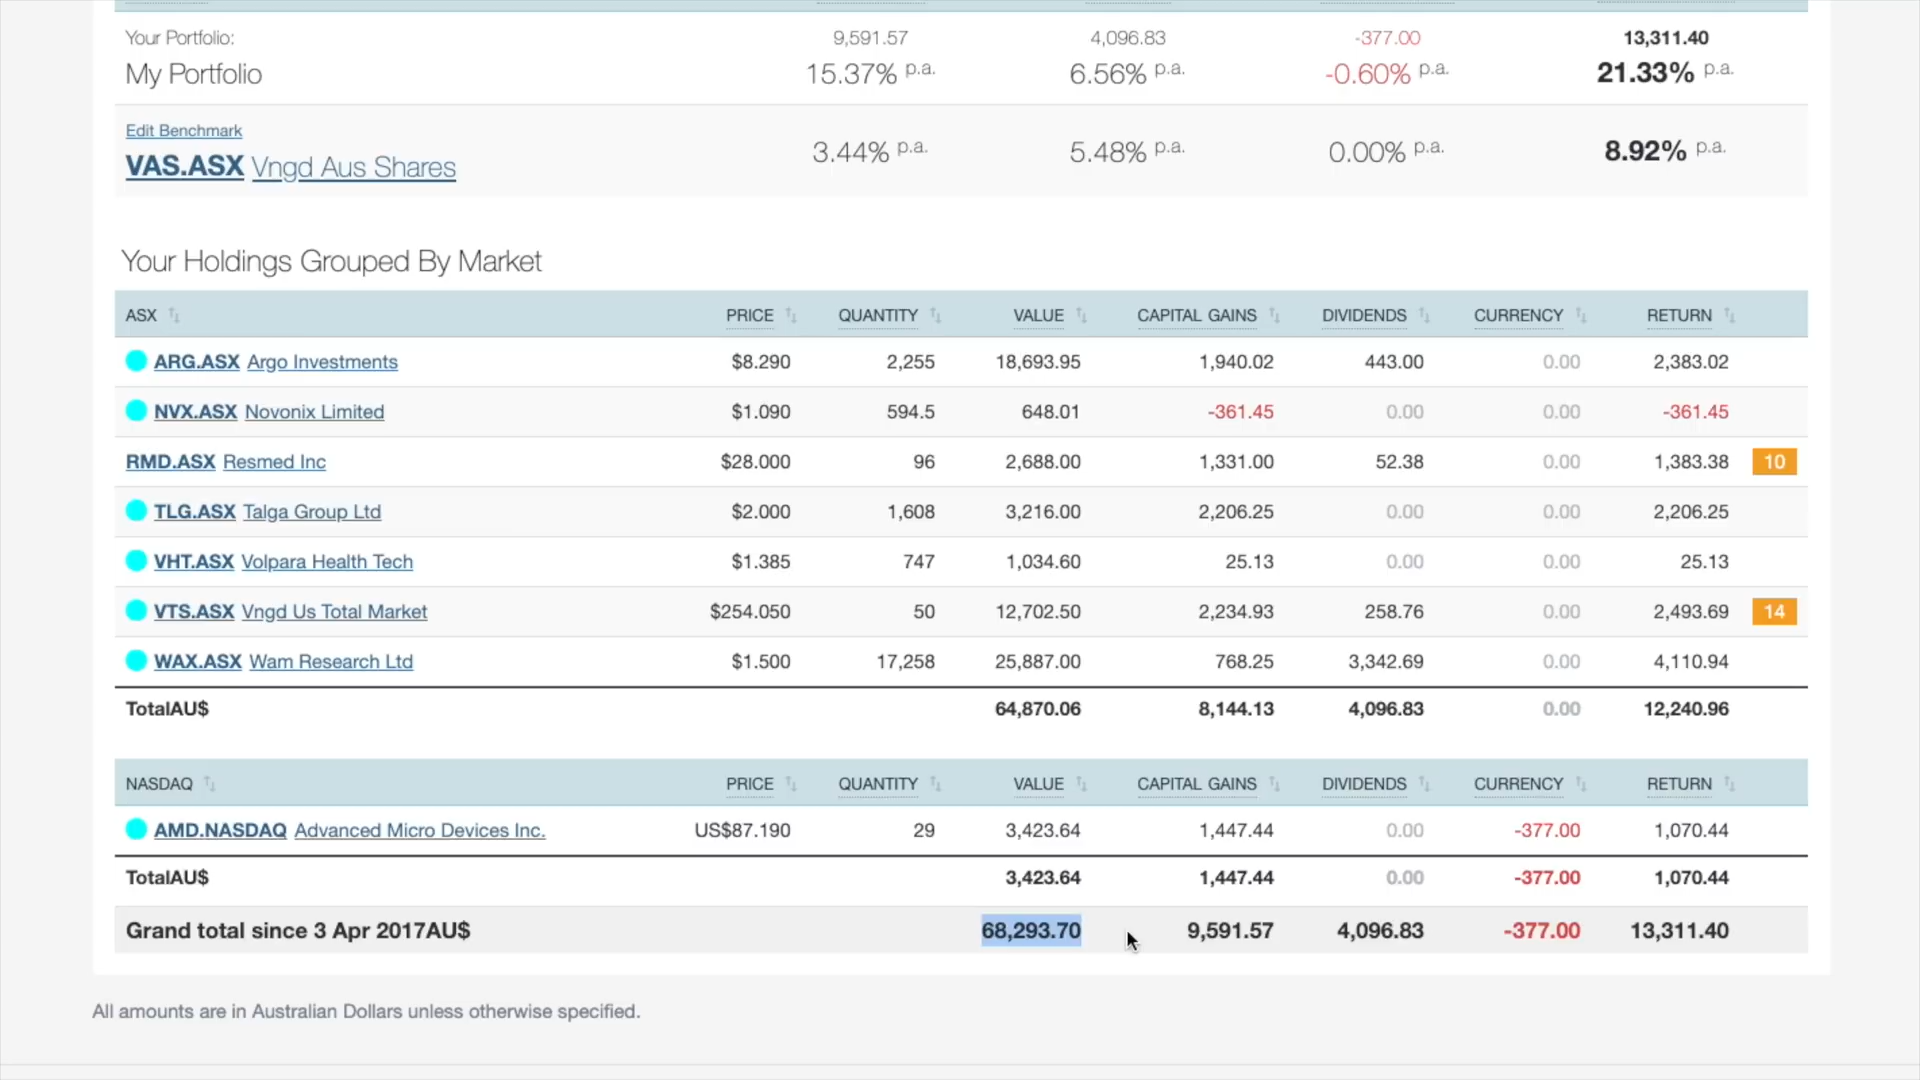 Your Portfolio: 9,591.57 4,096.83 -377.00 13,311.40
My Portfolio 15.37% p.a. 6.56% p.a. -0.60% p.a. 21.33% p.a.
Edit Benchmark
VAS.ASX Vngd Aus Shares 3.44% p.a. 5.48% p.a. 0.00% p.a. 8.92% p.a.
Your Holdings Grouped By Market
ASX PRICE QUANTITY VALUE CAPITAL GAINS DIVIDENDS CURRENCY RETURN
ARG.ASX Argo Investments $8.290 2,255 18,693.95 1,940.02 443.00 0.00 2,383.02
NVX.ASX Novonix Limited $1.090 594.5 648.01 -361.45 0.00 0.00 -361.45
RMD.ASX Resmed Inc $28.000 96 2,688.00 1,331.00 52.38 0.00 1,383.38 10
TLG.ASX Talga Group Ltd $2.000 1,608 3,216.00 2,206.25 0.00 0.00 2,206.25
VHT.ASX Volpara Health Tech $1.385 747 1,034.60 25.13 0.00 0.00 25.13
VTS.ASX Vngd Us Total Market $254.050 50 12,702.50 2,234.93 258.76 0.00 2,493.69 14
WAX.ASX Wam Research Ltd $1.500 17,258 25,887.00 768.25 3,342.69 0.00 4,110.94
TotalAU$ 64,870.06 8,144.13 4,096.83 0.00 12,240.96
NASDAQ PRICE QUANTITY VALUE CAPITAL GAINS DIVIDENDS CURRENCY RETURN
AMD.NASDAQ Advanced Micro Devices Inc. US$87.190 29 3,423.64 1,447.44 0.00 -377.00 1,070.44
TotalAU$ 3,423.64 1,447.44 0.00 -377.00 1,070.44
Grand total since 3 Apr 2017AU$ 68,293.70 9,591.57 4,096.83 -377.00 13,311.40
All amounts are in Australian Dollars unless otherwise specified.